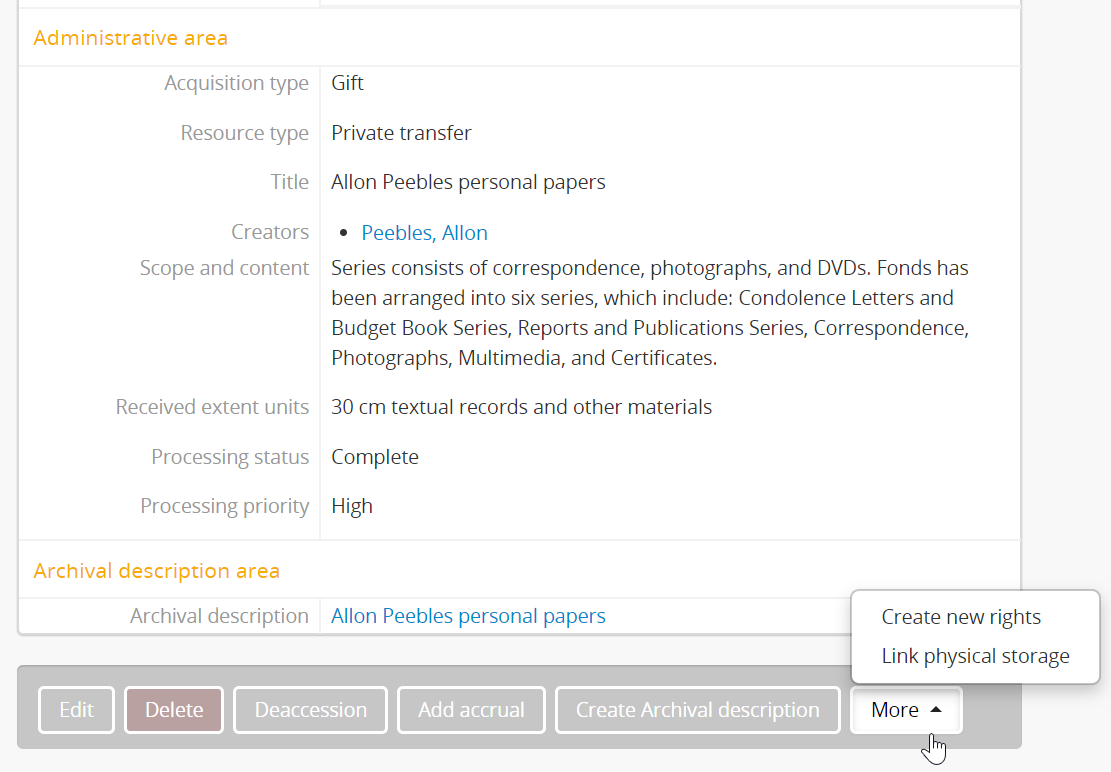 Administrative area
Acquisition type Gift
Resource type Private transfer
Title Allon Peebles personal papers
Creators • Peebles, Allon
Scope and content Series consists of correspondence, photographs, and DVDs. Fonds has
been arranged into six series, which include: Condolence Letters and
Budget Book Series, Reports and Publications Series, Correspondence,
Photographs, Multimedia, and Certificates.
Received extent units 30 cm textual records and other materials
Processing status Complete
Processing priority High
Archival description area
Archival description Allon Peebles personal papers
Create new rights
Link physical storage
Edit Delete Deaccession Add accrual Create Archival description More